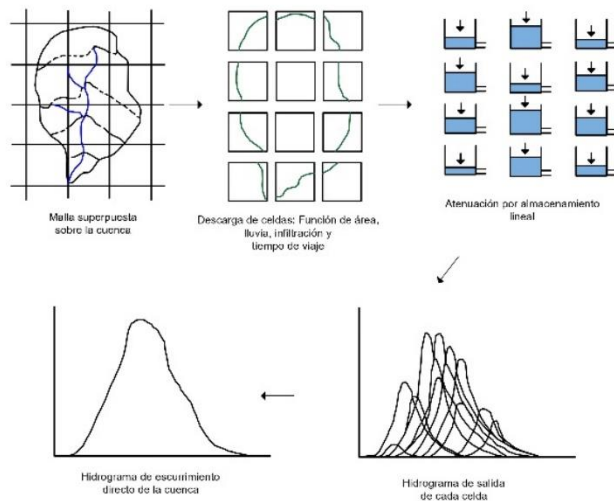 Malla superpuesta
sobre la cuenca
Descarga de celdas: Función de área,
lluvia, infiltración y
tiempo de viaje
Atenuación por almacenamiento
lineal
Hidrograma de escurrimiento
directo de la cuenca
Hidrograma de salida
de cada celda